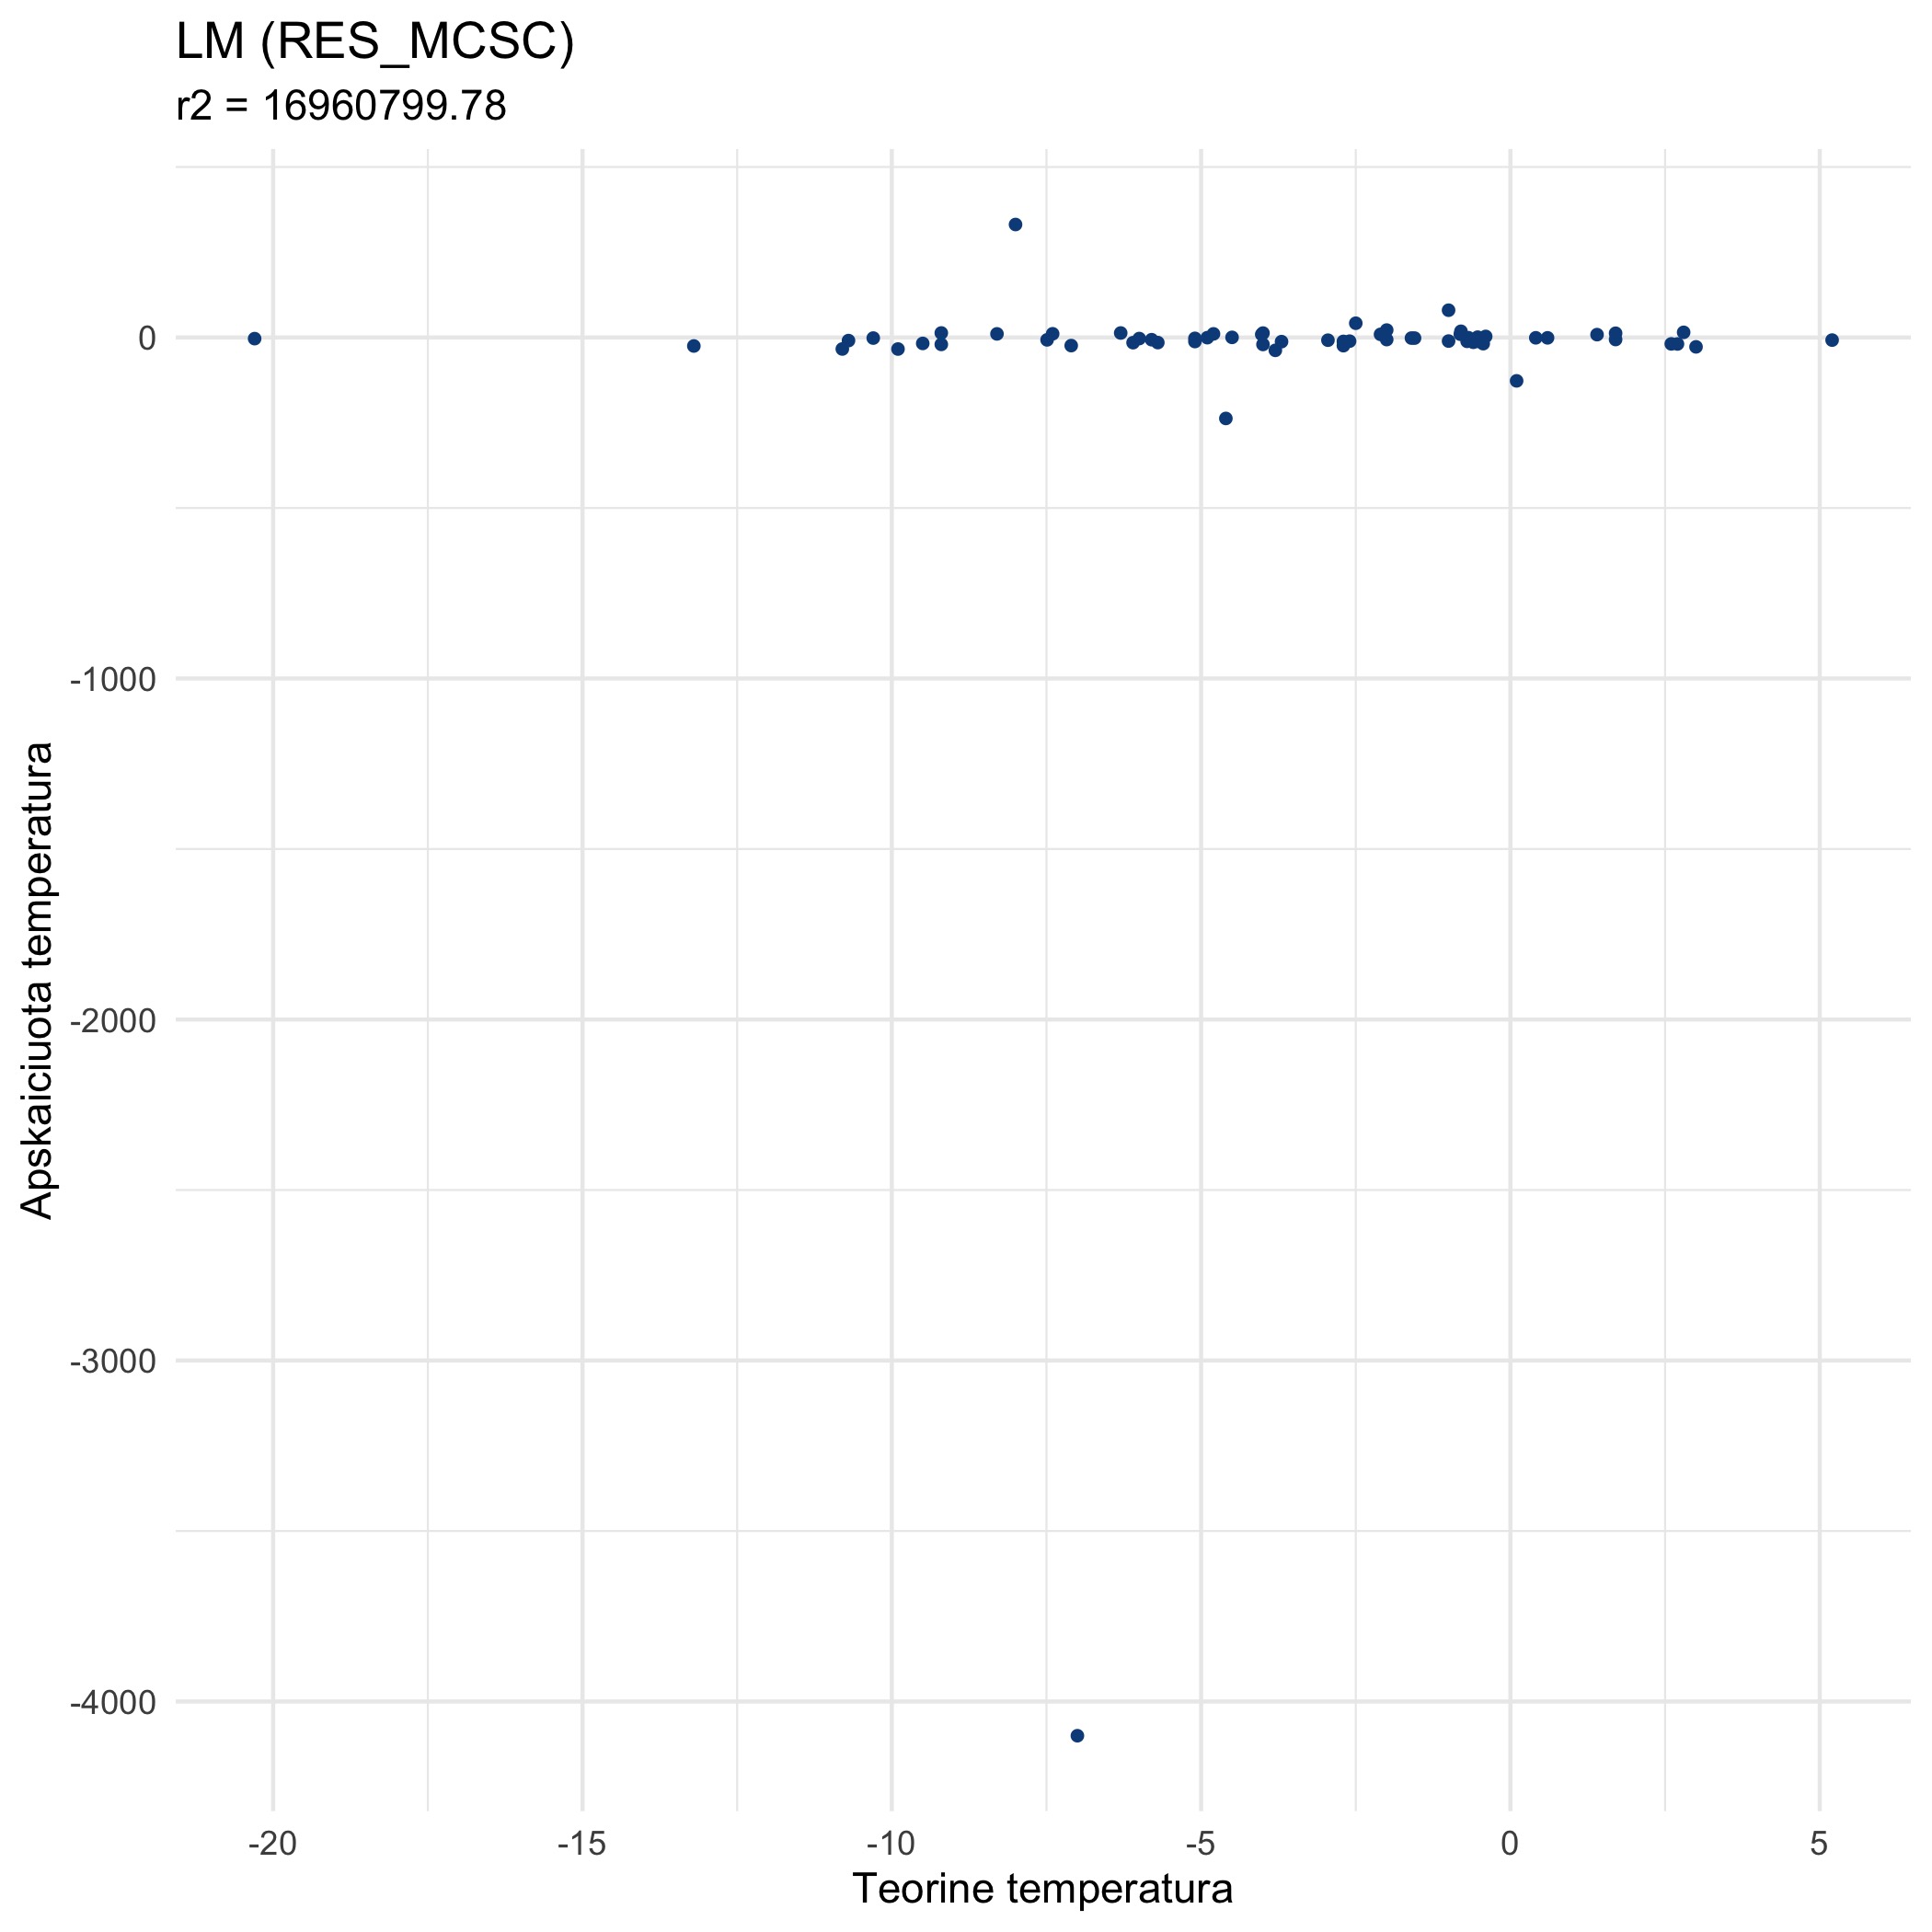 LM (RES_MCSC)
r2 = 16960799.78
Apskaiciuota temperatura
0
-1000
-2000
-3000
-4000
-20
-15
-10
-5
0
5
Teorine temperatura